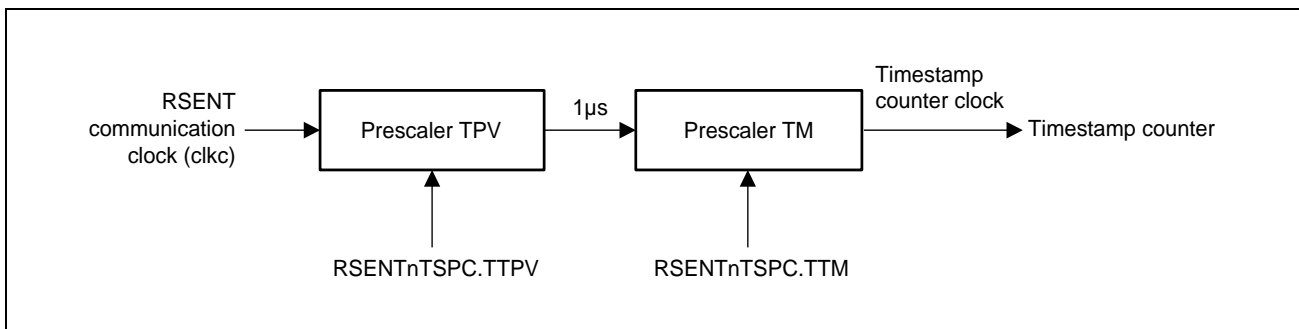 RSENT
communication
clock (clkc)
Prescaler TPV
1µs
Prescaler TM
Timestamp
counter clock
Timestamp counter
RSENTnTSPC.TTPV
RSENTnTSPC.TTM